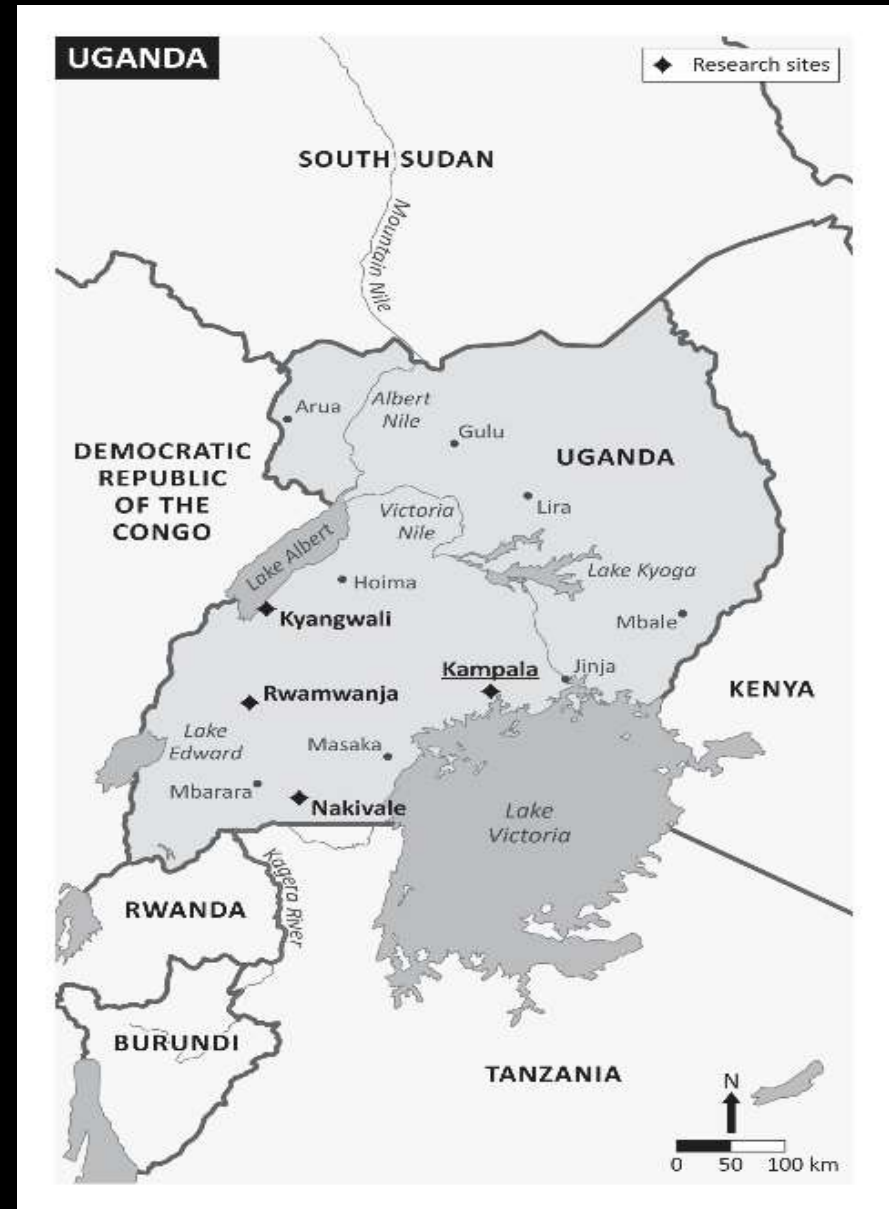 UGANDA
Research sites
SOUTH SUDAN
Mountain Nile
Arua
Albert
Nile
Gulu
UGANDA
DEMOCRATIC
REPUBLIC
OF THE
CONGO
Lira
Victoria
Nile
Lake Albert
Lake Kyoga
Hoima
Kyangwali
Mbale
Kampala
Jinja
KENYA
Rwamwanja
Lake
Edward
Masaka
Mbarara
Nakivale
Lake
Victoria
Kagera River
RWANDA
BURUNDI
TANZANIA
N
0 50 100 km